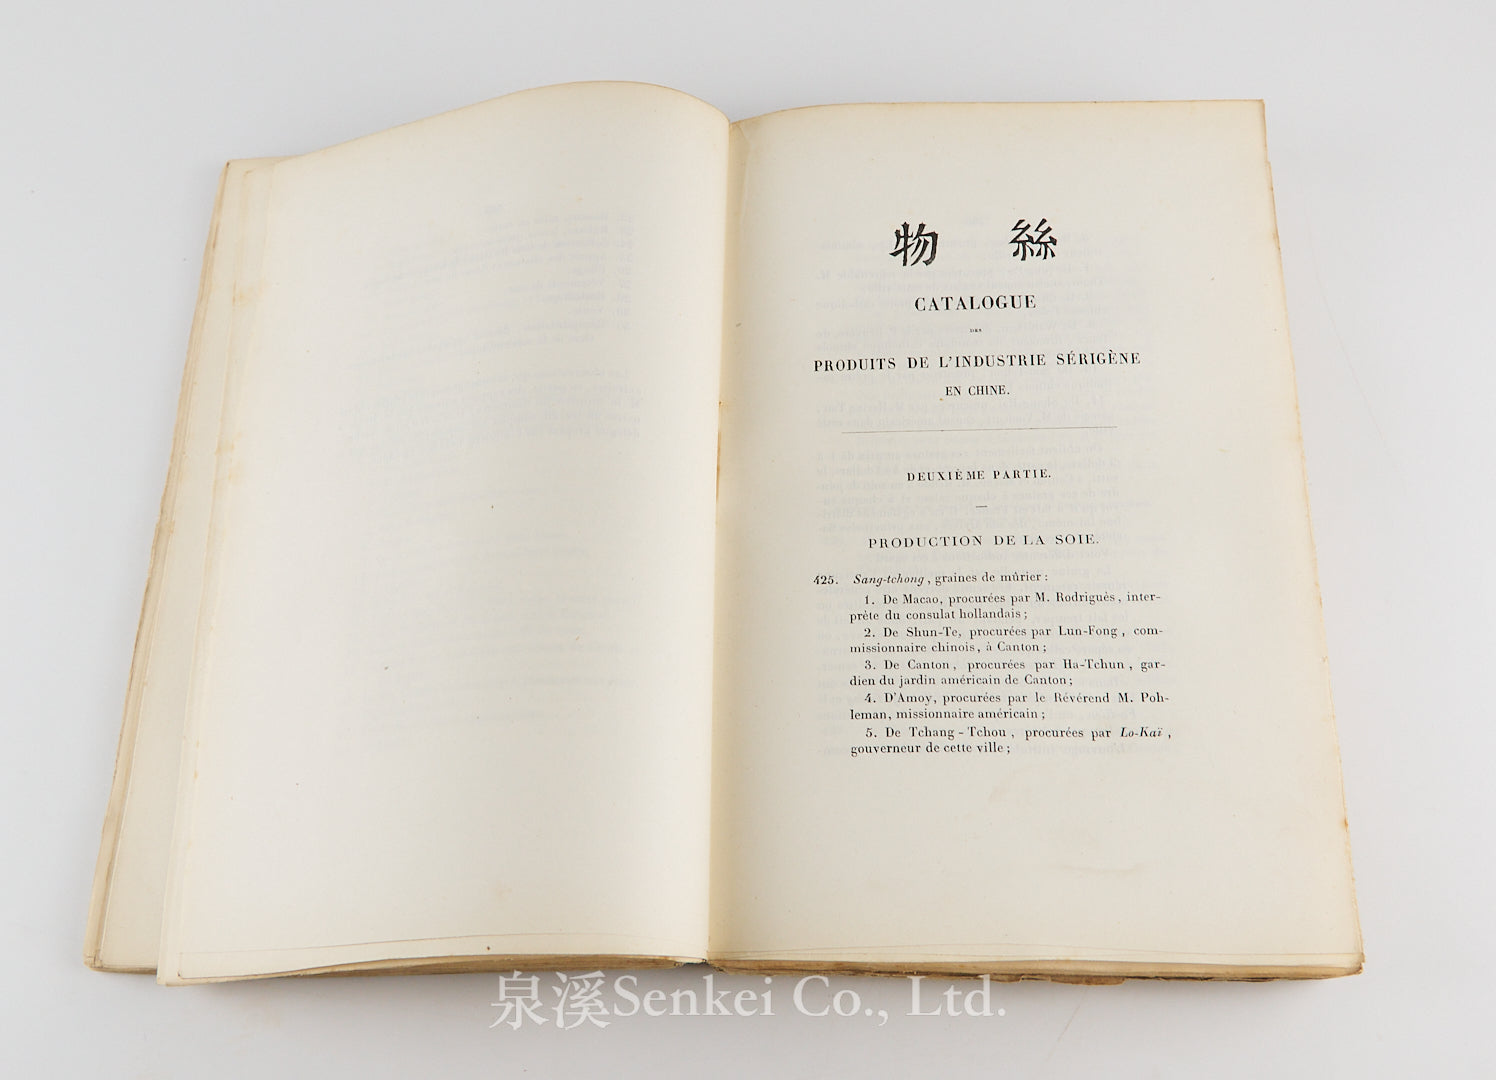 物 絲
CATALOGUE
DES
PRODUITS DE L'INDUSTRIE SÉRIGÈNE
EN CHINE.
DEUXIÈME PARTIE.
—
PRODUCTION DE LA SOIE.
425. Sang-tchong, graines de mûrier :
1. De Macao, procurées par M. Rodriguès, inter-
prète du consulat hollandais ;
2. De Shun-Te, procurées par Lun-Fong, com-
missionnaire chinois, à Canton ;
3. De Canton, procurées par Ha-Tchun, gar-
dien du jardin américain de Canton ;
4. D'Amoy, procurées par le Révérend M. Poh-
leman, missionnaire américain ;
5. De Tchang-Tchou, procurées par Lo-Kaï,
gouverneur de cette ville ;
泉溪Senkei Co., Ltd.